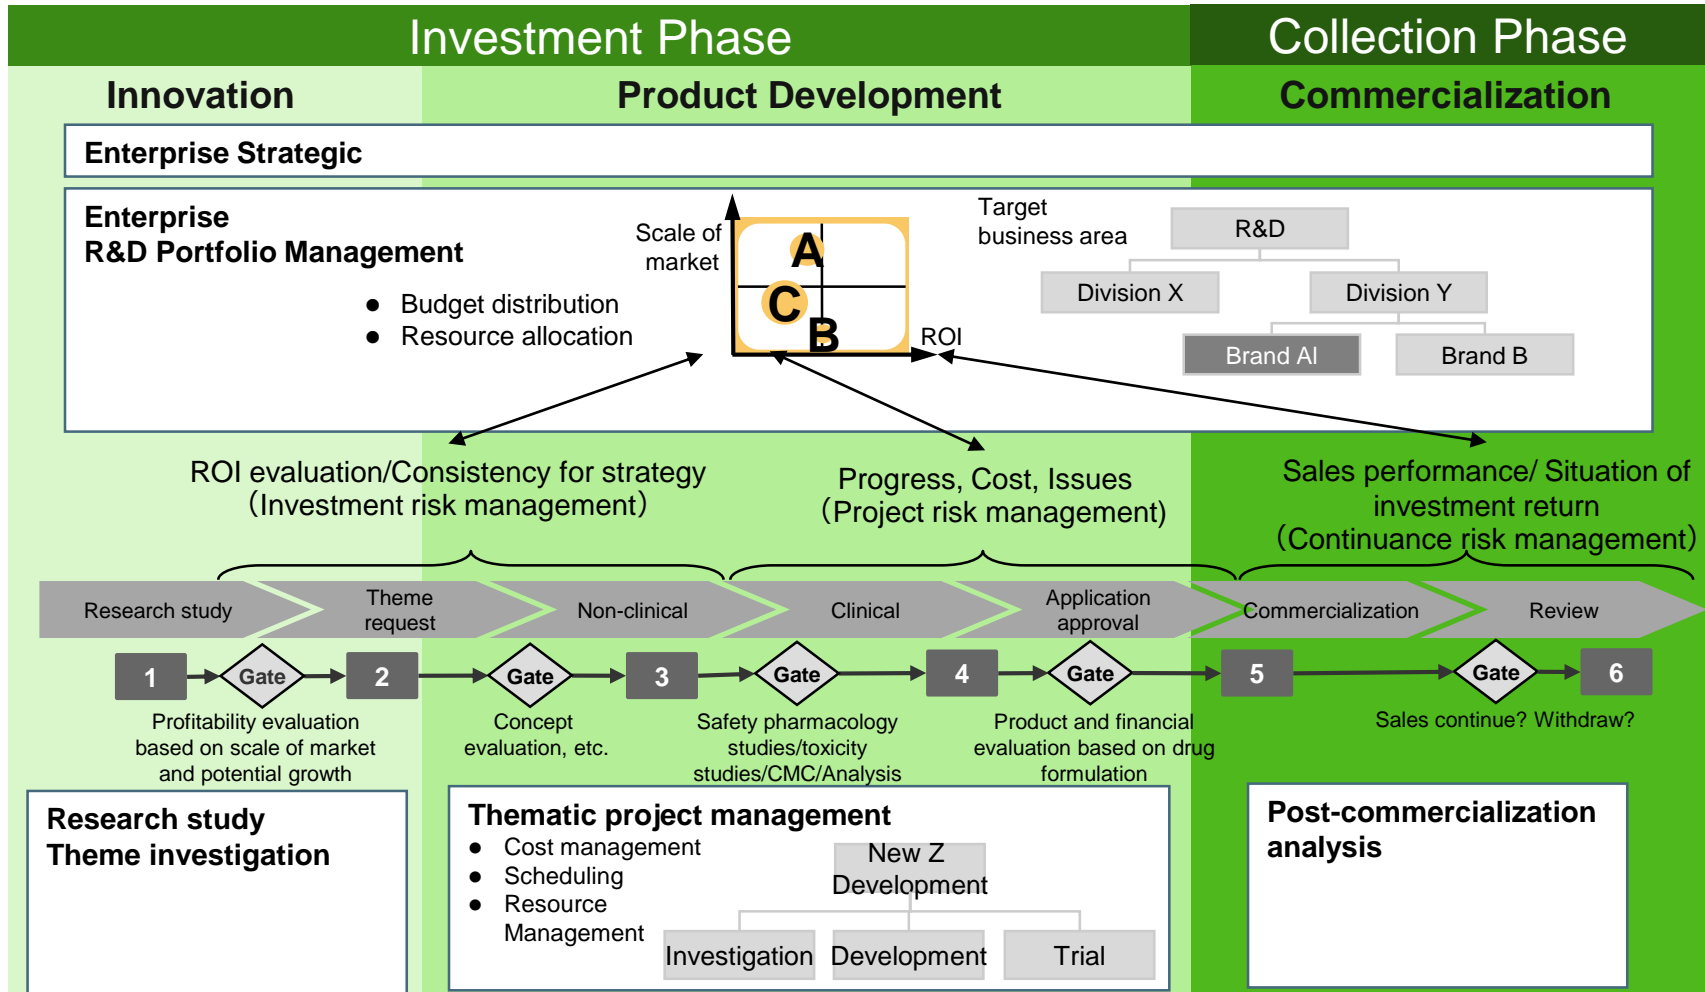 Investment Phase
Collection Phase
Innovation
Product Development
Commercialization
Enterprise Strategic
Enterprise
R&D Portfolio Management
● Budget distribution
● Resource allocation
Scale of
market
A
C
B
ROI
Target
business area
R&D
Division X
Division Y
Brand AI
Brand B
ROI evaluation/Consistency for strategy
（Investment risk management）
Progress, Cost, Issues
（Project risk management)
Sales performance/ Situation of
investment return
（Continuance risk management）
Research study
Theme
request
Non-clinical
Clinical
Application
approval
Commercialization
Review
1
Gate
2
Gate
3
Gate
4
Gate
5
Gate
6
Profitability evaluation
based on scale of market
and potential growth
Concept
evaluation, etc.
Safety pharmacology
studies/toxicity
studies/CMC/Analysis
Product and financial
evaluation based on drug
formulation
Sales continue? Withdraw?
Research study
Theme investigation
Thematic project management
● Cost management
● Scheduling
● Resource
Management
New Z
Development
Investigation
Development
Trial
Post-commercialization
analysis